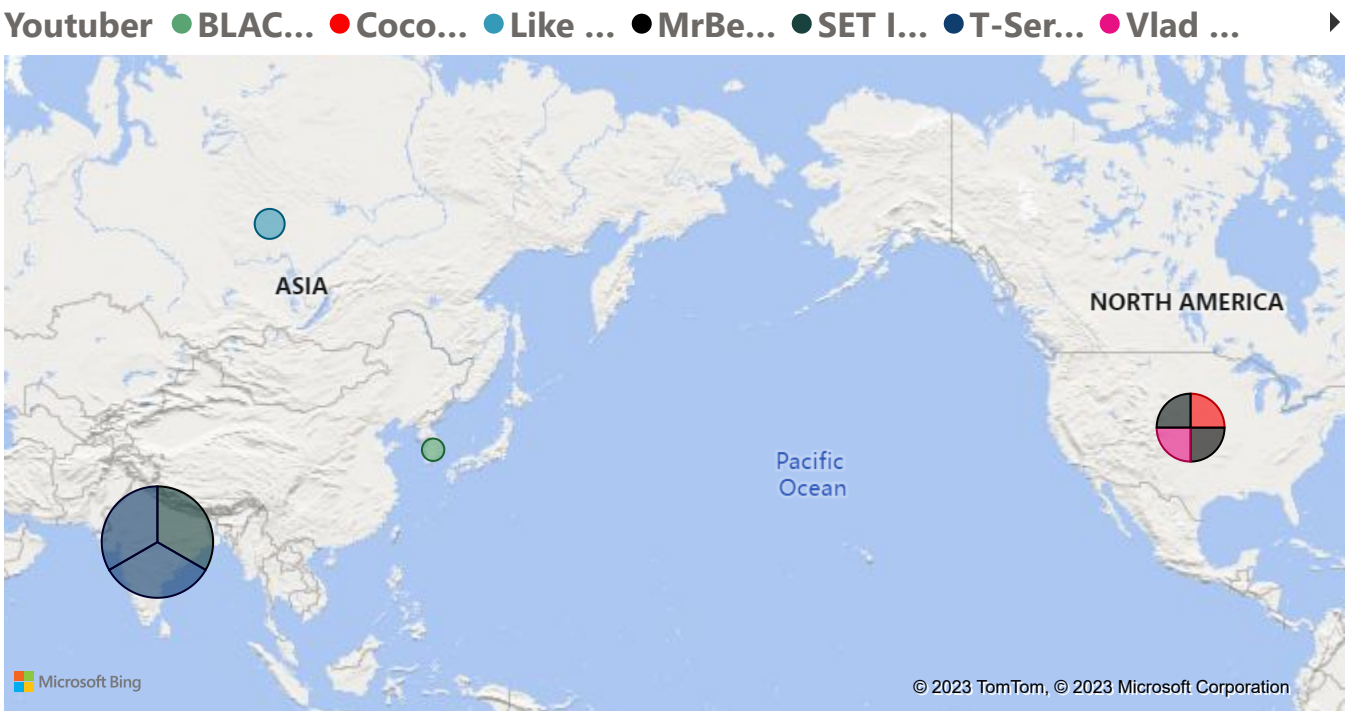 Youtuber BLAC... Coco... Like ... MrBe... SET I... T-Ser... Vlad ...
ASIA
NORTH AMERICA
Pacific
Ocean
Microsoft Bing
© 2023 TomTom, © 2023 Microsoft Corporation